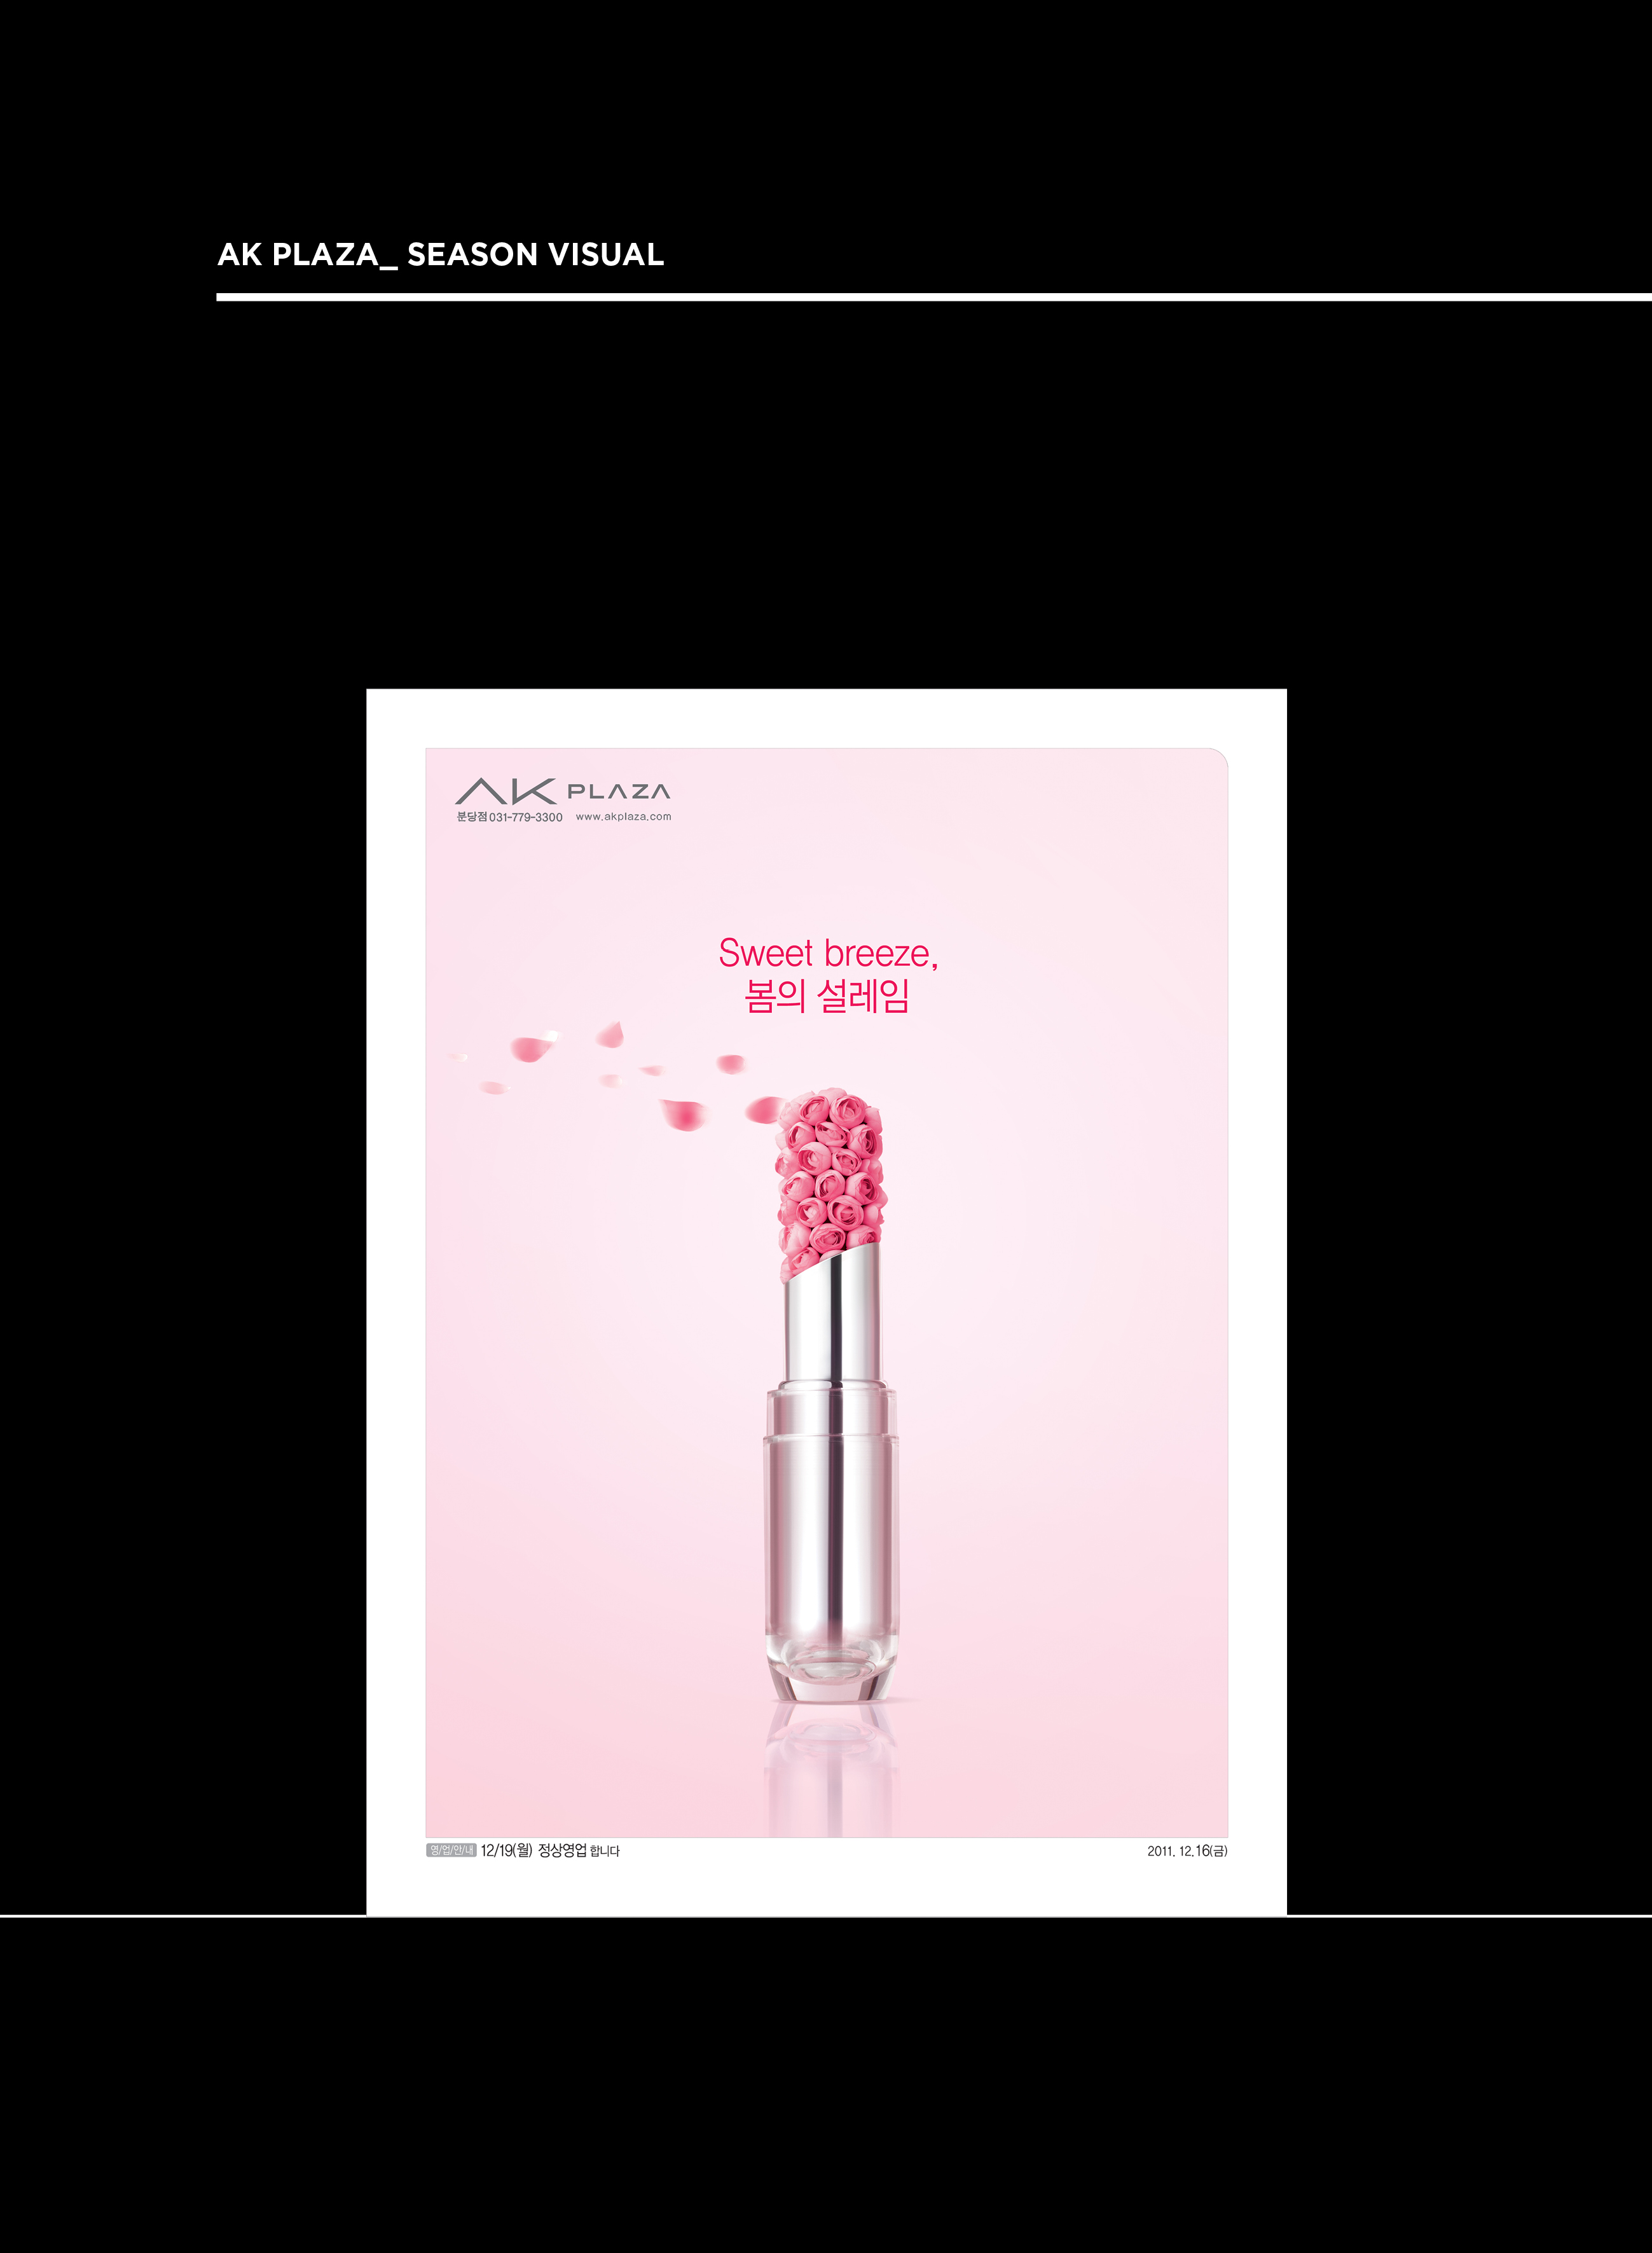 AK PLAZA_ SEASON VISUAL
AK PLAZA
분당점 031-779-3300 www.akplaza.com
Sweet breeze,
봄의 설레임
영/업/안/내 12/19(월) 정상영업 합니다
2011. 12. 16(금)